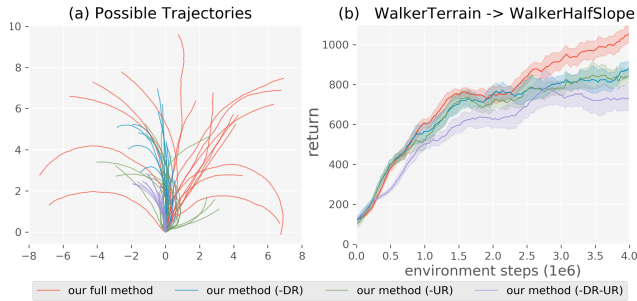 (a) Possible Trajectories
(b) WalkerTerrain -> WalkerHalfSlope
10
8
6
4
2
0
−8 −6 −4 −2 0 2 4 6 8
return
1000
800
600
400
200
0
0.0 0.5 1.0 1.5 2.0 2.5 3.0 3.5 4.0
environment steps (1e6)
our full method our method (-DR) our method (-UR) our method (-DR-UR)